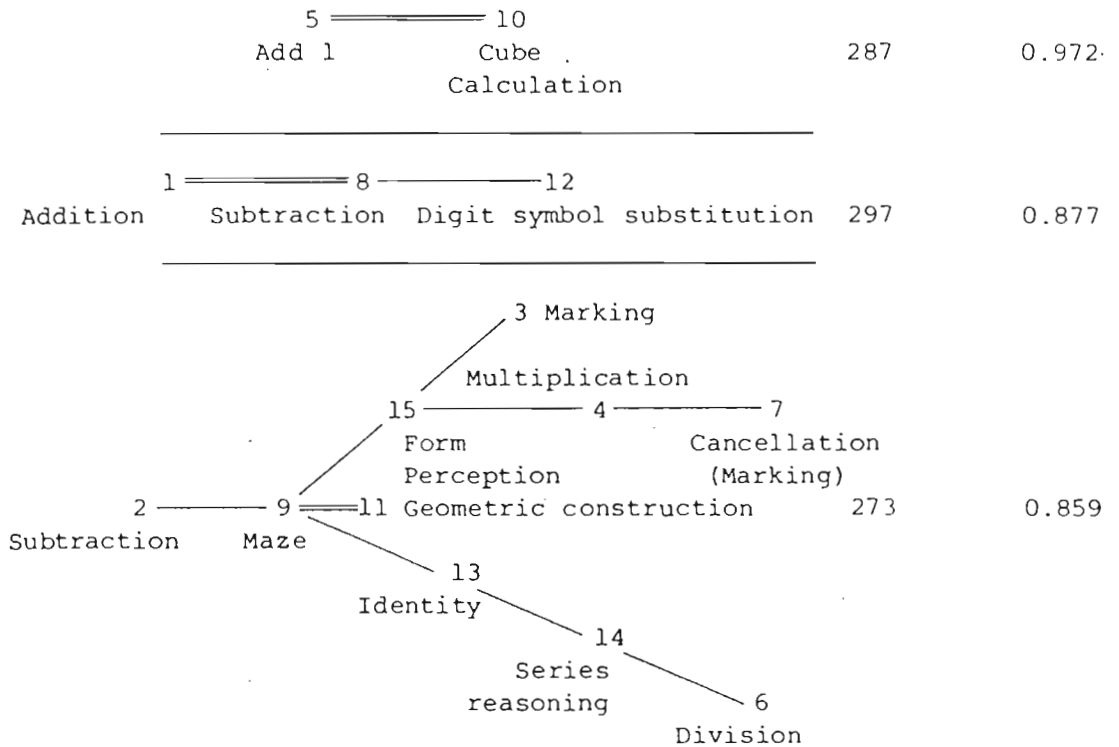 5 10
Add 1 Cube 287 0.972
Calculation
1 8 12
Addition Subtraction Digit symbol substitution 297 0.877
3 Marking
Multiplication
15 4 7
Form Cancellation
Perception (Marking)
2 9 11 Geometric construction 273 0.859
Subtraction Maze
13
Identity
14
Series
reasoning 6
Division